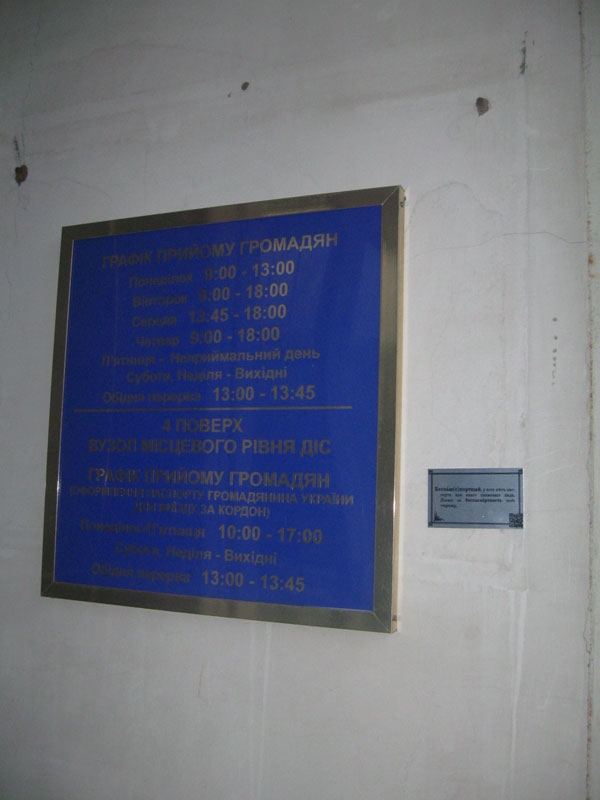 ГРАФІК ПРИЙОМУ ГРОМАДЯН
Понеділок 9:00 - 13:00
Вівторок 9:00 - 18:00
Середа 13:45 - 18:00
Четвер 9:00 - 18:00
П'ятниця - Неприймальний день
Субота, Неділя - Вихідні
Обідня перерва 13:00 - 13:45
4 ПОВЕРХ
ВУЗОЛ МІСЦЕВОГО РІВНЯ ДІС
ГРАФІК ПРИЙОМУ ГРОМАДЯН
(ОФОРМЛЕННЯ ПАСПОРТУ ГРОМАДЯНИНА УКРАЇНИ
ДЛЯ ВИЇЗДУ ЗА КОРДОН)
Понеділок-П'ятниця 10:00 - 17:00
Субота, Неділя - Вихідні
Обідня перерва 13:00 - 13:45